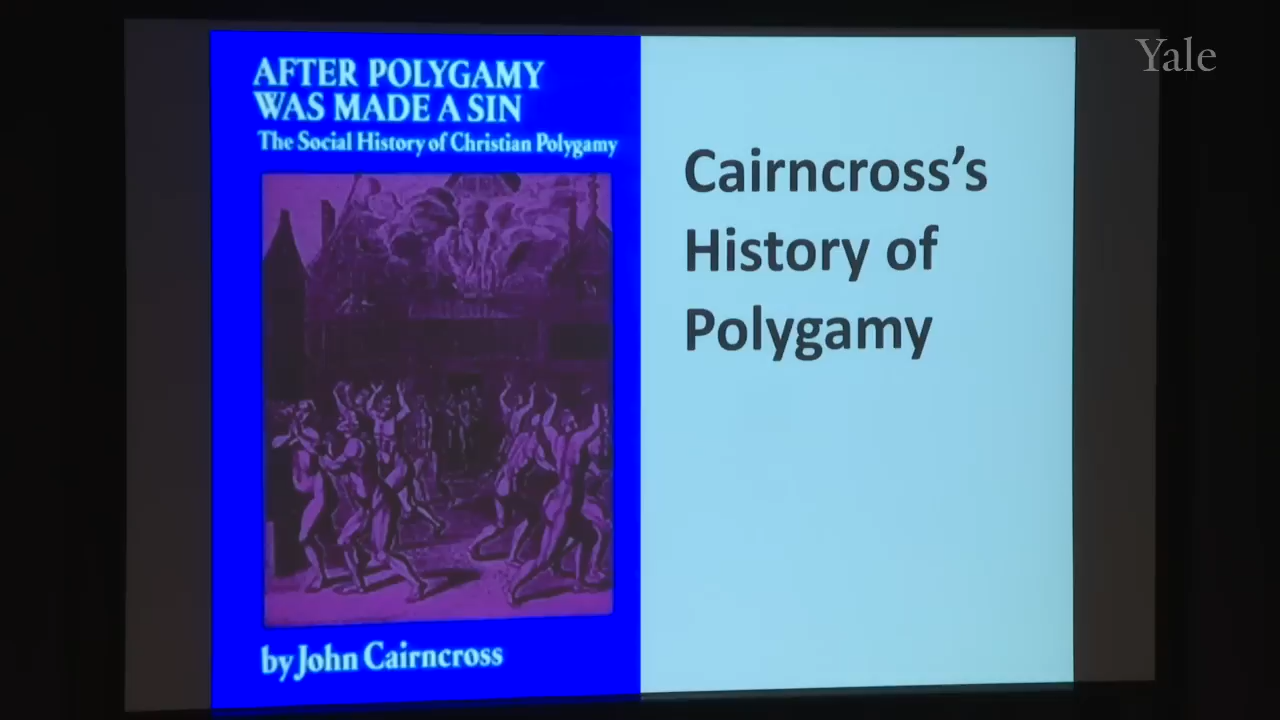 AFTER POLYGAMY
WAS MADE A SIN
The Social History of Christian Polygamy
by John Cairncross
Cairncross's
History of
Polygamy
Yale